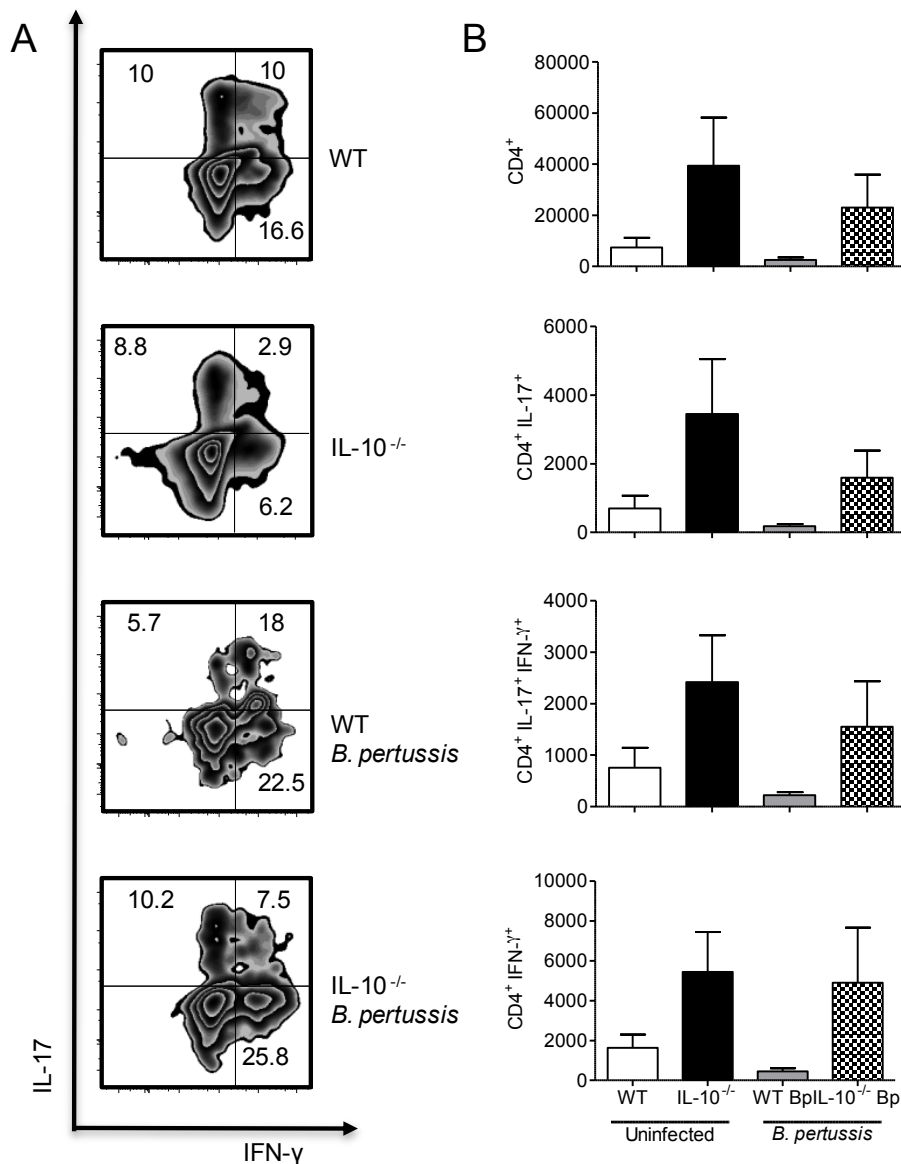 A
IL-17
IFN-γ
10
10
16.6
WT
8.8
2.9
6.2
IL-10-/-
5.7
18
22.5
WT
B. pertussis
10.2
7.5
25.8
IL-10-/-
B. pertussis
B
CD4+
80000
60000
40000
20000
0
CD4+ IL-17+
6000
4000
2000
0
CD4+ IL-17+ IFN-γ+
4000
3000
2000
1000
0
CD4+ IFN-γ+
10000
8000
6000
4000
2000
0
WT IL-10-/- WT Bp IL-10-/- Bp
Uninfected B. pertussis